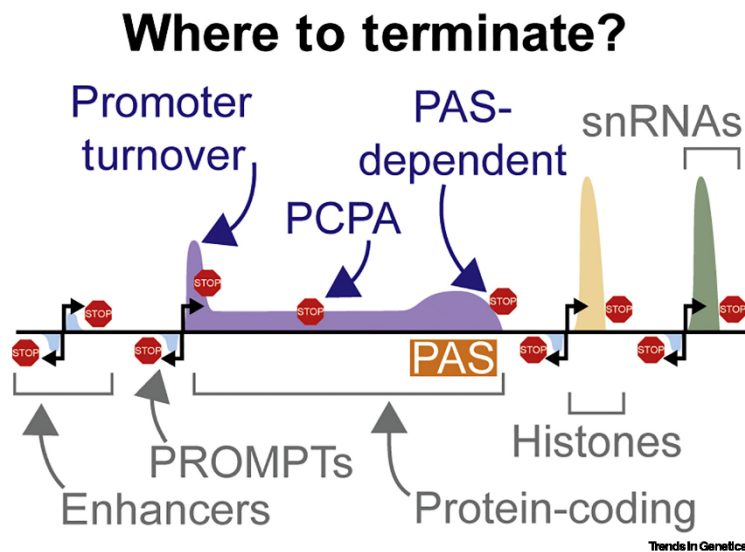 Where to terminate?
Promoter
turnover
PCPA
PAS-
dependent
snRNAs
STOP
STOP
STOP
STOP
STOP
STOP
STOP
STOP
STOP
STOP
PAS
Enhancers
PROMPTs
Protein-coding
Histones
Trends in Genetics